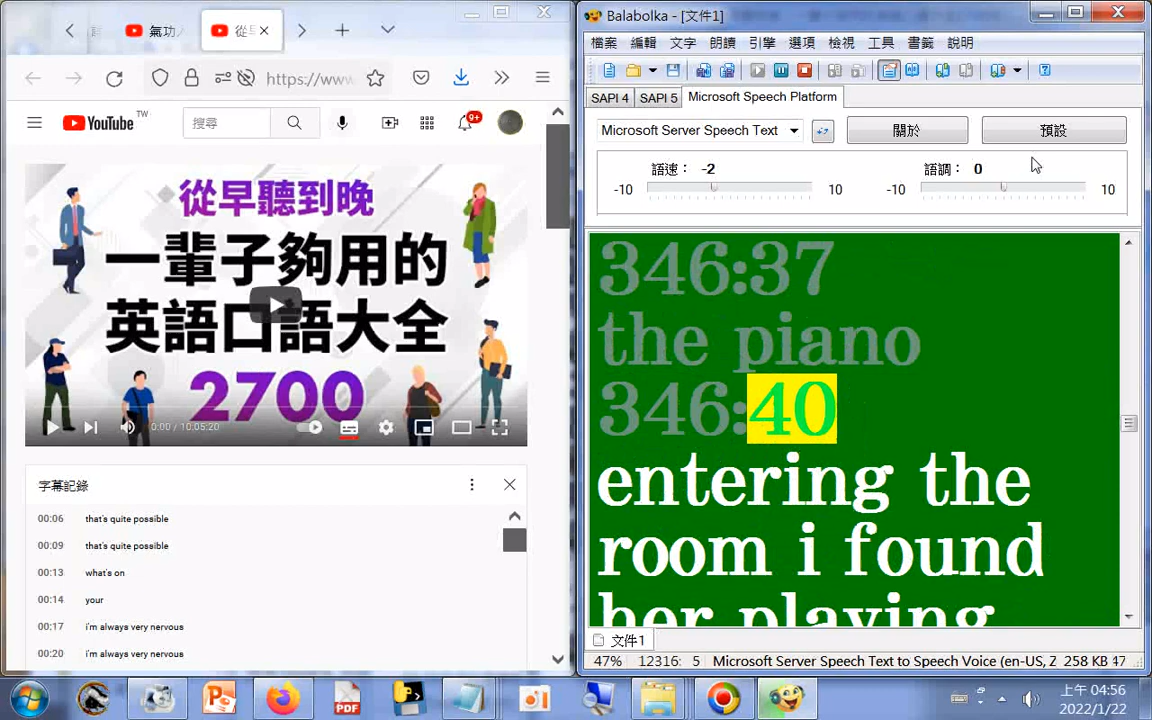 氣功
從
https://www
YouTube TW
搜尋
9+
從早聽到晚
一輩子夠用的
英語口語大全
2700
0:00 / 10:05:20
字幕記錄
00:06 that's quite possible
00:09 that's quite possible
00:13 what's on
00:14 your
00:17 i'm always very nervous
00:20 i'm always very nervous
Balabolka - [文件1]
檔案 編輯 文字 朗讀 引擎 選項 檢視 工具 書籤 說明
SAPI 4 SAPI 5 Microsoft Speech Platform
Microsoft Server Speech Text 關於 預設
語速： -2 語調： 0
-10 10 -10 10
346:37
the piano
346:40
entering the
room i found
her playing
文件1
47% 12316: 5 Microsoft Server Speech Text to Speech Voice (en-US, Z 258 KB 47
PDF
上午 04:56
2022/1/22